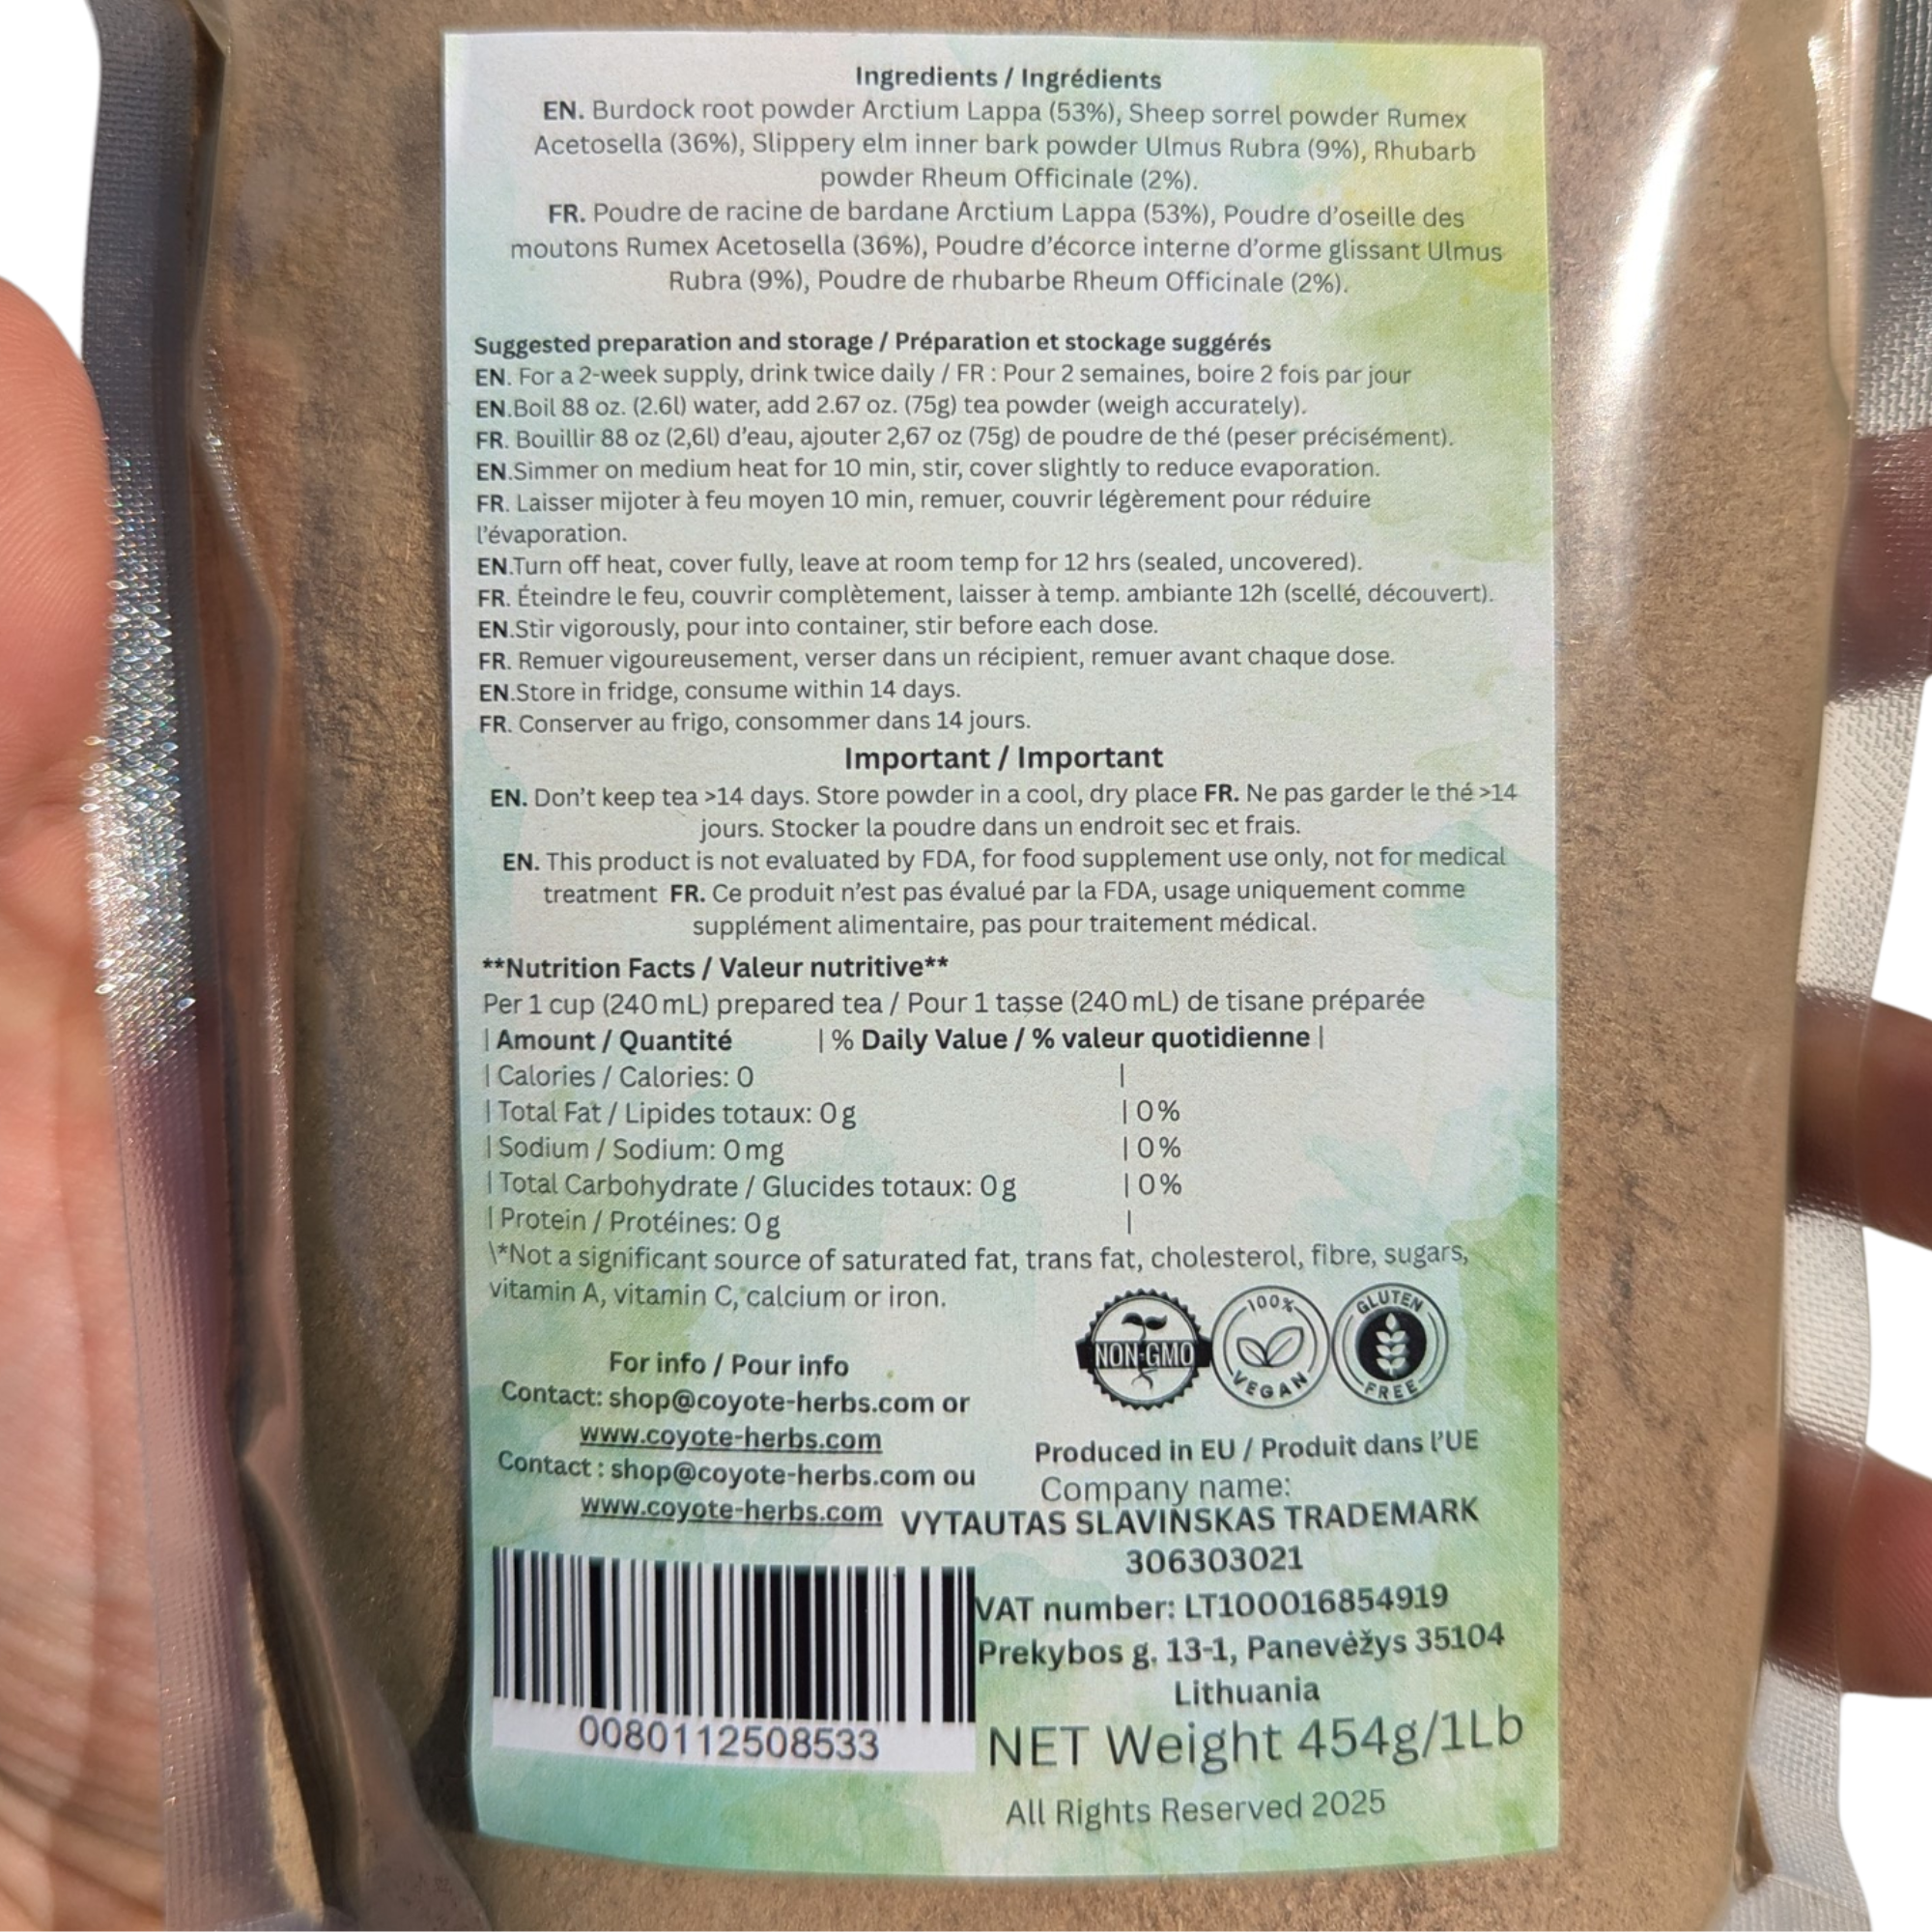 Ingredients / Ingrédients
EN. Burdock root powder Arctium Lappa (53%), Sheep sorrel powder Rumex
Acetosella (36%), Slippery elm inner bark powder Ulmus Rubra (9%), Rhubarb
powder Rheum Officinale (2%).
FR. Poudre de racine de bardane Arctium Lappa (53%), Poudre d’oseille des
moutons Rumex Acetosella (36%), Poudre d’écorce interne d’orme glissant Ulmus
Rubra (9%), Poudre de rhubarbe Rheum Officinale (2%).
Suggested preparation and storage / Préparation et stockage suggérés
EN. For a 2-week supply, drink twice daily / FR : Pour 2 semaines, boire 2 fois par jour
EN.Boil 88 oz. (2.6l) water, add 2.67 oz. (75g) tea powder (weigh accurately).
FR. Bouillir 88 oz (2,6l) d’eau, ajouter 2,67 oz (75g) de poudre de thé (peser précisément).
EN.Simmer on medium heat for 10 min, stir, cover slightly to reduce evaporation.
FR. Laisser mijoter à feu moyen 10 min, remuer, couvrir légèrement pour réduire
l’évaporation.
EN.Turn off heat, cover fully, leave at room temp for 12 hrs (sealed, uncovered).
FR. Éteindre le feu, couvrir complètement, laisser à temp. ambiante 12h (scellé, découvert).
EN.Stir vigorously, pour into container, stir before each dose.
FR. Remuer vigoureusement, verser dans un récipient, remuer avant chaque dose.
EN.Store in fridge, consume within 14 days.
FR. Conserver au frigo, consommer dans 14 jours.
Important / Important
EN. Don’t keep tea >14 days. Store powder in a cool, dry place FR. Ne pas garder le thé >14
jours. Stocker la poudre dans un endroit sec et frais.
EN. This product is not evaluated by FDA, for food supplement use only, not for medical
treatment FR. Ce produit n’est pas évalué par la FDA, usage uniquement comme
supplément alimentaire, pas pour traitement médical.
**Nutrition Facts / Valeur nutritive**
Per 1 cup (240 mL) prepared tea / Pour 1 tasse (240 mL) de tisane préparée
| Amount / Quantité | % Daily Value / % valeur quotidienne |
| Calories / Calories: 0 |
| Total Fat / Lipides totaux: 0 g | 0 %
| Sodium / Sodium: 0 mg | 0 %
| Total Carbohydrate / Glucides totaux: 0 g | 0 %
| Protein / Protéines: 0 g |
\*Not a significant source of saturated fat, trans fat, cholesterol, fibre, sugars,
vitamin A, vitamin C, calcium or iron.
NON-GMO
100%
VEGAN
GLUTEN
FREE
For info / Pour info
Contact: shop@coyote-herbs.com or
www.coyote-herbs.com
Contact : shop@coyote-herbs.com ou
www.coyote-herbs.com
Produced in EU / Produit dans l’UE
Company name:
VYTAUTAS SLAVINSKAS TRADEMARK
306303021
VAT number: LT100016854919
Prekybos g. 13-1, Panevėžys 35104
Lithuania
0080112508533
NET Weight 454g/1Lb
All Rights Reserved 2025